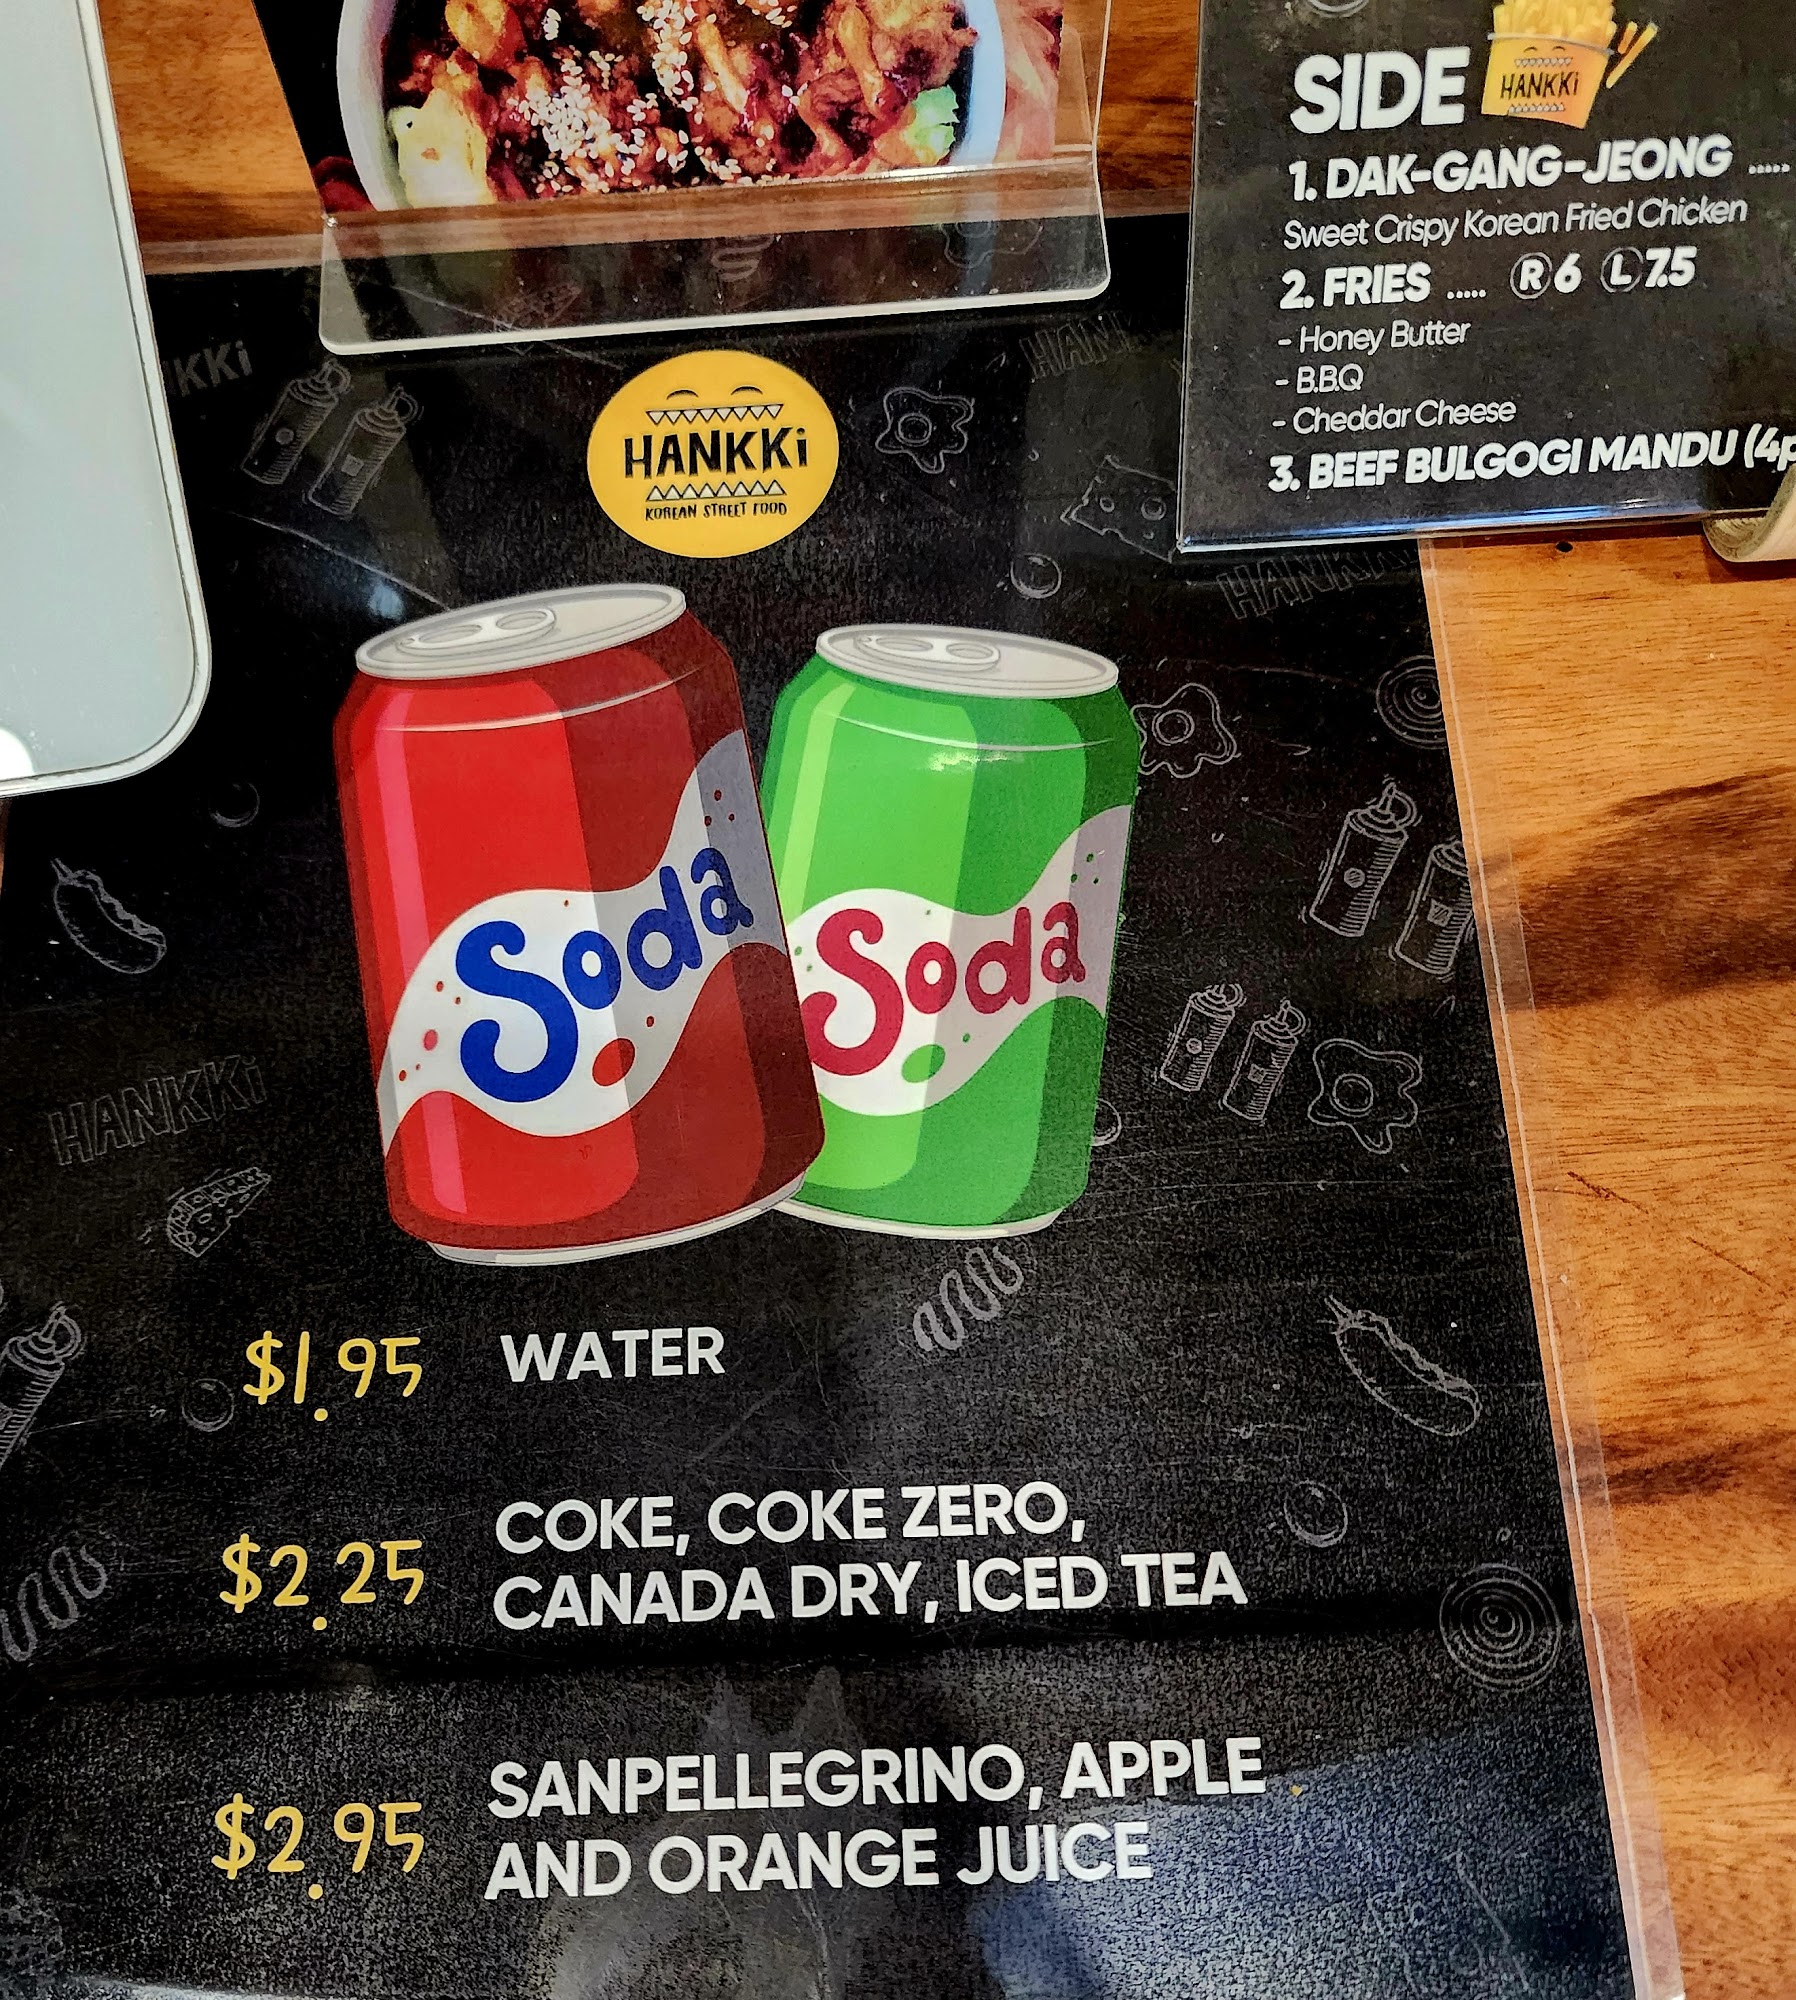 SIDE
HANKKi
1. DAK-GANG-JEONG .....
Sweet Crispy Korean Fried Chicken
2. FRIES ..... R 6 L 7.5
- Honey Butter
- B.B.Q
- Cheddar Cheese
3. BEEF BULGOGI MANDU (4p
HANKKi
KOREAN STREET FOOD
Soda
Soda
HANKKi
$1.95 WATER
$2.25 COKE, COKE ZERO,
CANADA DRY, ICED TEA
$2.95 SANPELLEGRINO, APPLE
AND ORANGE JUICE